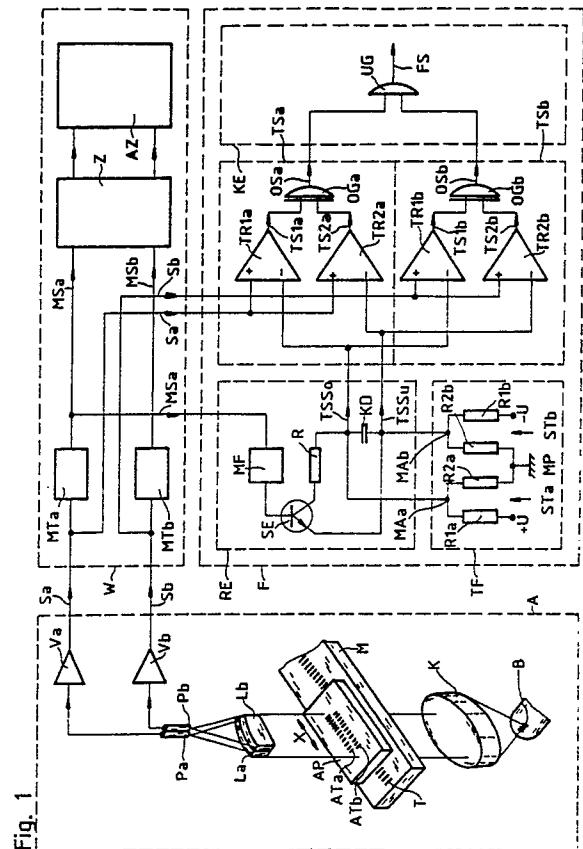 Fig. 1
Z
AZ
MSa
MSb
Sb
Sa
MSa
MTa
MTb
W
Sa
Sb
Va
Vb
Pa
Pb
La
Lb
X
AP
ATa
ATb
T
M
K
B
A
UG
FS
KE
TSa
OSa
OGa
TR1a
TS1a
TS2a
TR2a
TSb
OSb
OGb
TR1b
TS1b
TS2b
TR2b
+
-
+
-
+
-
+
-
TSSo
TSSu
KD
R
MF
SE
RE
F
MAa
MAb
R1a
R2a
R2b
R1b
+U
-U
STa
MP
STb
TF